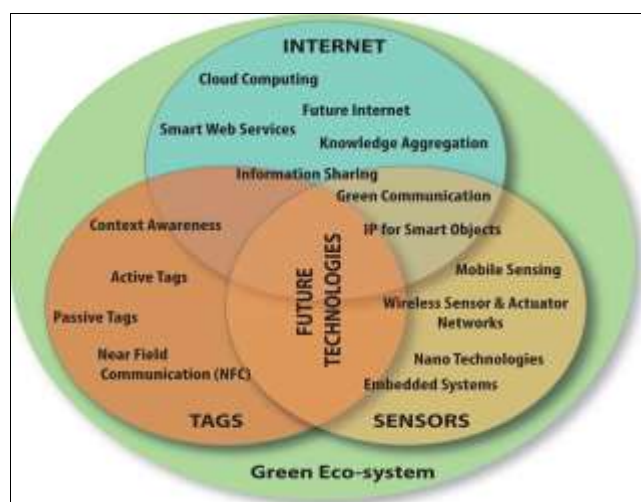 INTERNET
Cloud Computing
Future Internet
Smart Web Services
Knowledge Aggregation
Information Sharing
Green Communication
Context Awareness
IP for Smart Objects
Active Tags
Mobile Sensing
Passive Tags
Wireless Sensor & Actuator
Networks
Near Field
Communication (NFC)
Nano Technologies
Embedded Systems
FUTURE
TECHNOLOGIES
TAGS
SENSORS
Green Eco-system